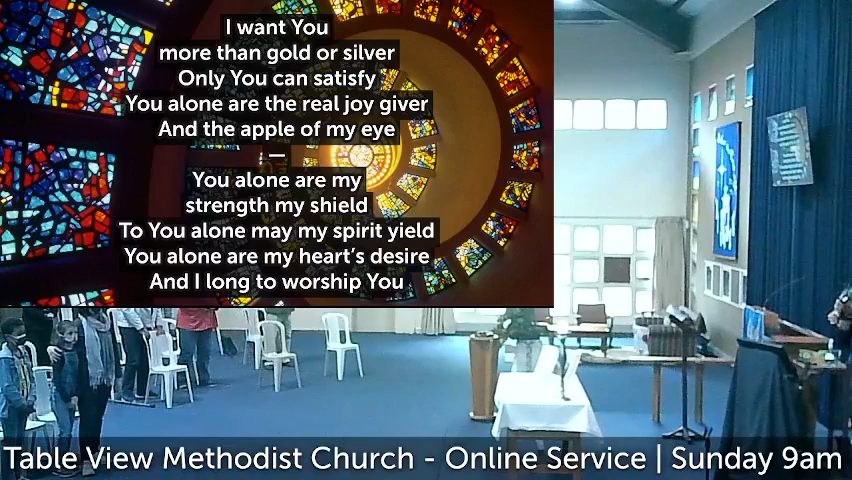 I want You
more than gold or silver
Only You can satisfy
You alone are the real joy giver
And the apple of my eye
—
You alone are my
strength my shield
To You alone may my spirit yield
You alone are my heart's desire
And I long to worship You
Table View Methodist Church - Online Service | Sunday 9am